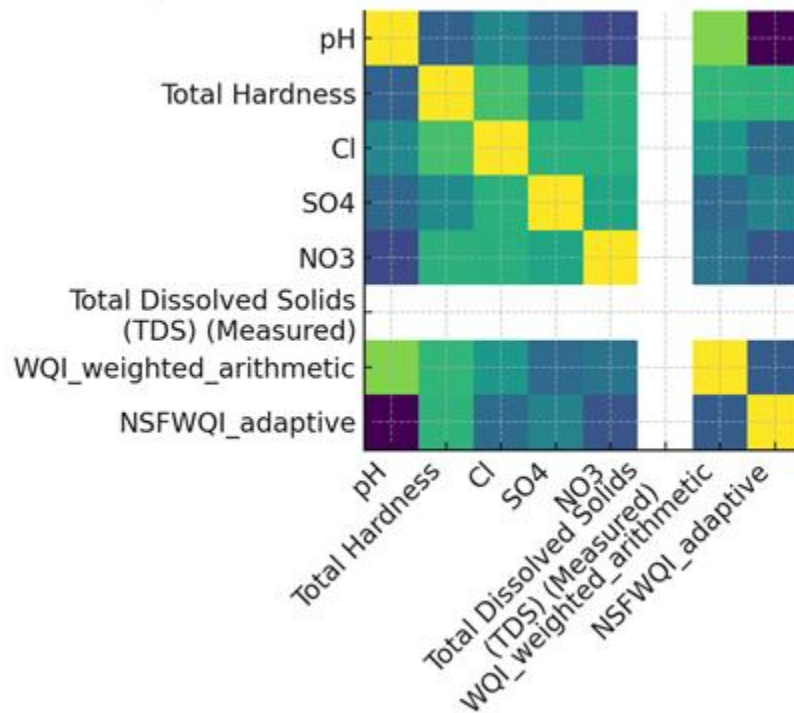 pH
Total Hardness
Cl
SO4
NO3
Total Dissolved Solids
(TDS) (Measured)
WQI_weighted_arithmetic
NSFWQI_adaptive
pH
Total Hardness
Cl
SO4
NO3
Total Dissolved Solids
(TDS) (Measured)
WQI_weighted_arithmetic
NSFWQI_adaptive